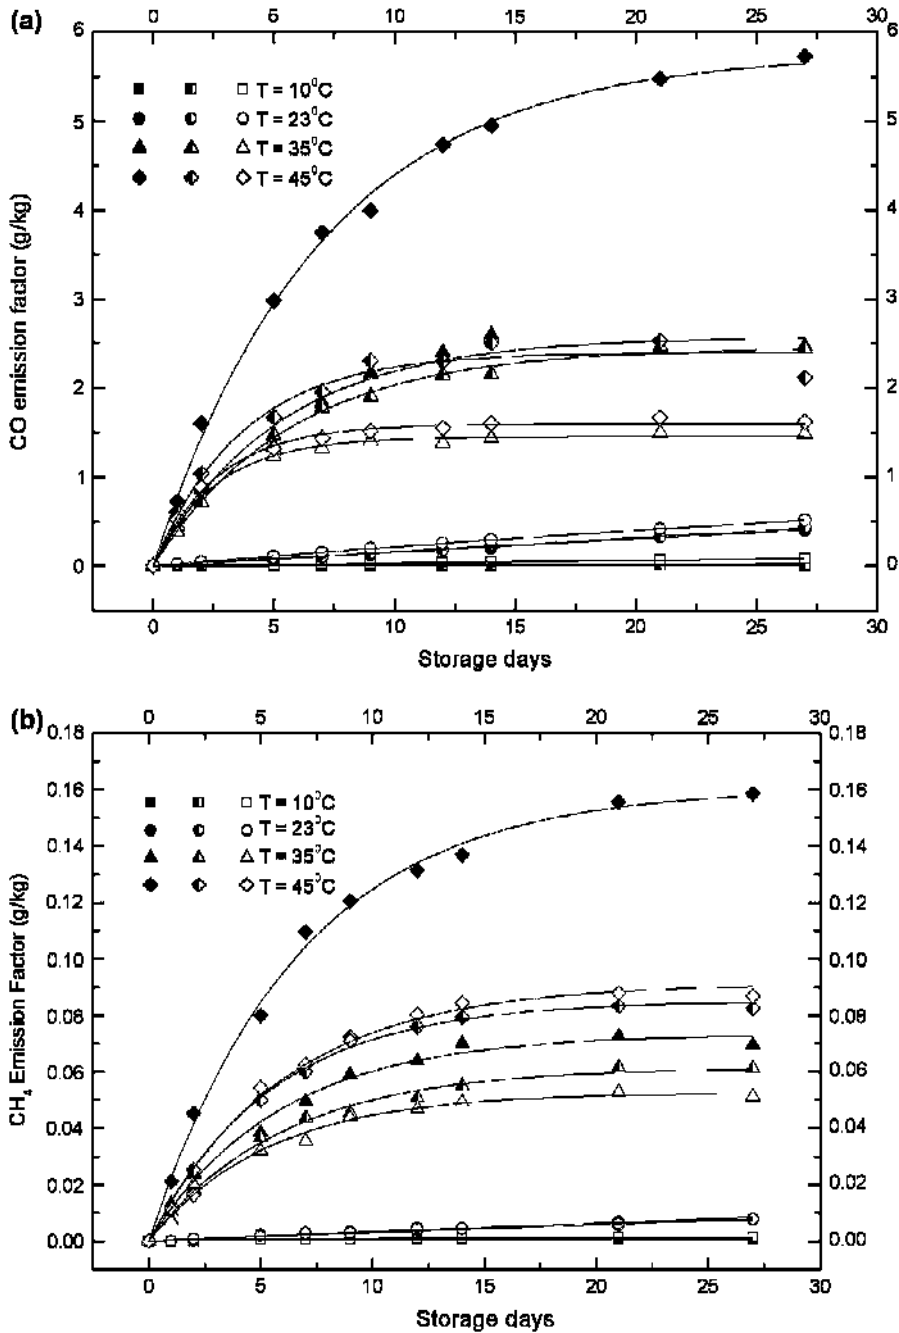 (a)
0 5 10 15 20 25 30
6 6
T = 10⁰C
T = 23⁰C
T = 35⁰C
T = 45⁰C
5 5
4 4
3 3
2 2
1 1
0 0
CO emission factor (g/kg)
0 5 10 15 20 25 30
Storage days
(b)
0 5 10 15 20 25 30
0.18 0.18
T = 10⁰C
T = 23⁰C
T = 35⁰C
T = 45⁰C
0.16 0.16
0.14 0.14
0.12 0.12
0.10 0.10
0.08 0.08
0.06 0.06
0.04 0.04
0.02 0.02
0.00 0.00
CH₄ Emission Factor (g/kg)
0 5 10 15 20 25 30
Storage days